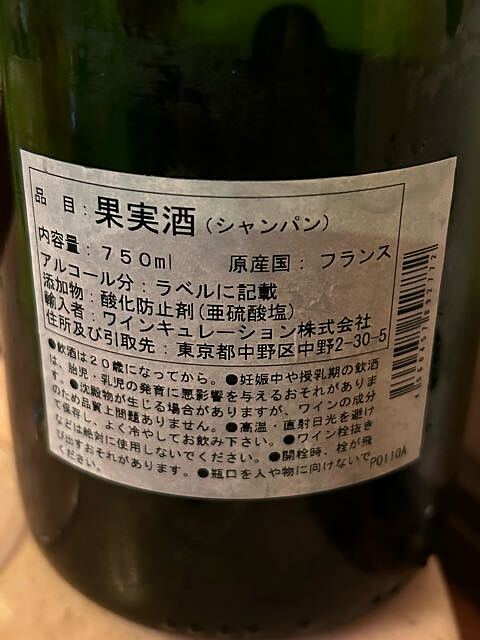 品 目：果実酒（シャンパン）
内容量：750ml 原産国：フランス
アルコール分：ラベルに記載
添加物：酸化防止剤（亜硫酸塩）
輸入者：ワインキュレーション株式会社
住所及び引取先：東京都中野区中野2-30-5
●飲酒は20歳になってから。●妊娠中や授乳期の飲酒
は、胎児・乳児の発育に悪影響を与えるおそれがありま
す。●沈殿物が生じる場合がありますが、ワインの成分
のため品質上問題ありません。●高温・直射日光を避け
て保存し、よく冷やしてお飲み下さい。●ワイン栓抜き
などは絶対に使用しないでください。●開栓時、栓が飛
び出すおそれがあります。●瓶口を人や物に向けないで
ください。
P0110A